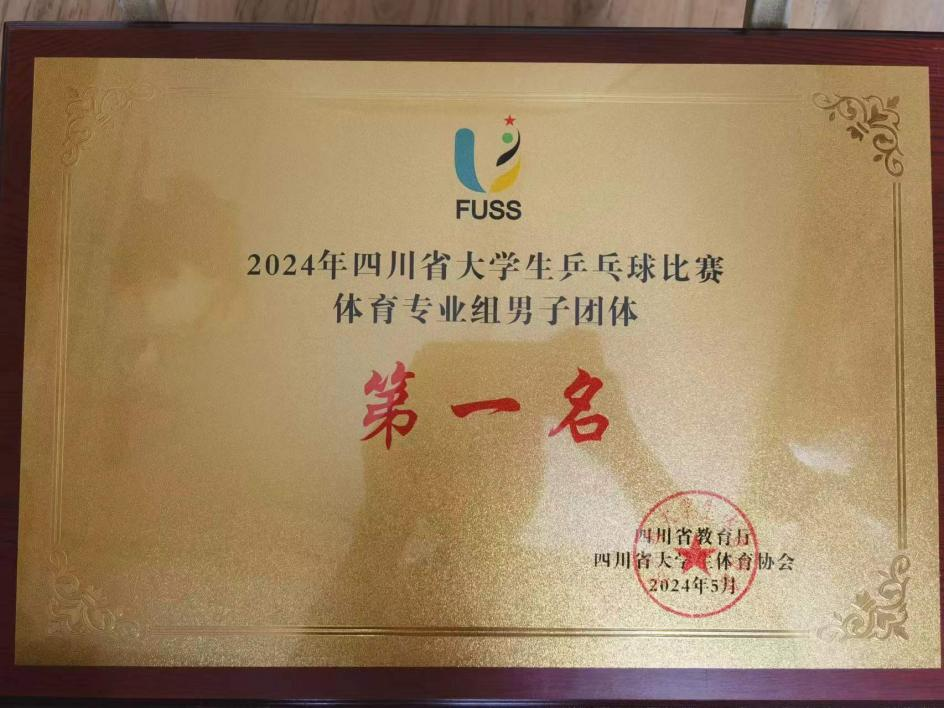 FUSS
2024年四川省大学生乒乓球比赛
体育专业组男子团体
第一名
四川省教育厅
四川省大学生体育协会
2024年5月